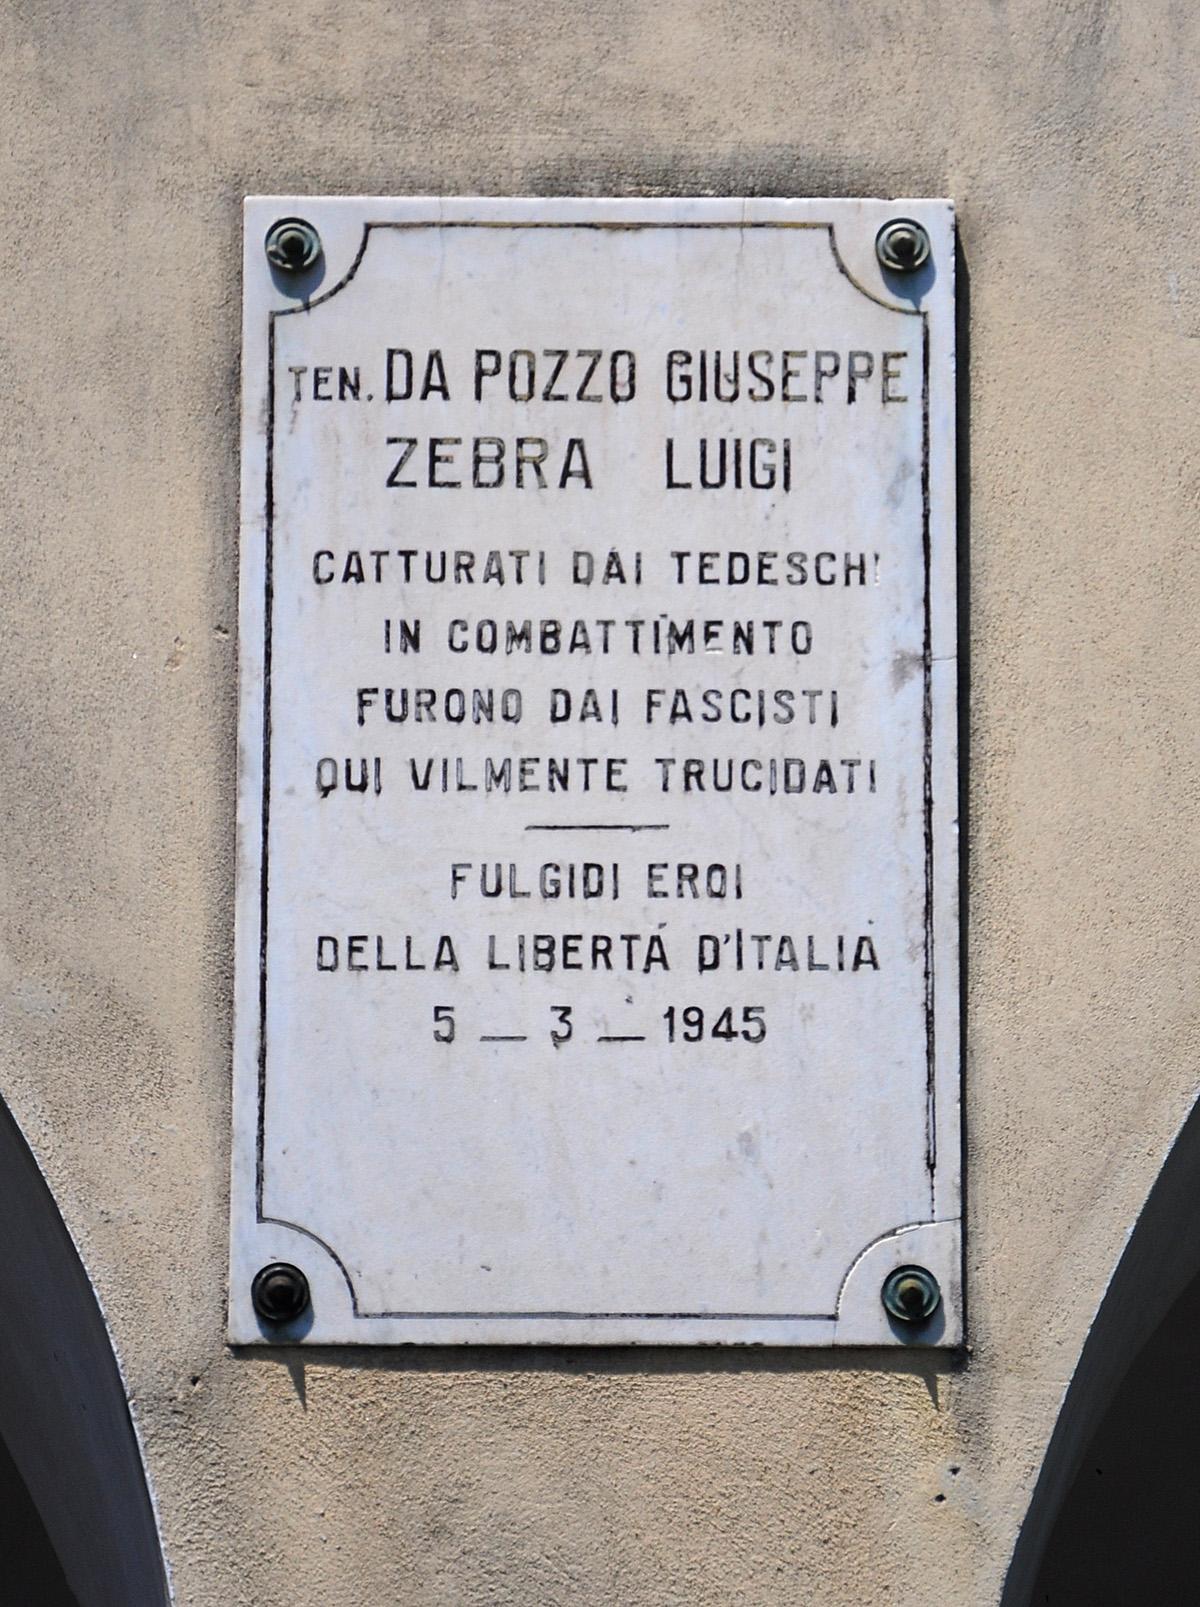 TEN. DA POZZO GIUSEPPE
ZEBRA LUIGI
CATTURATI DAI TEDESCHI
IN COMBATTIMENTO
FURONO DAI FASCISTI
QUI VILMENTE TRUCIDATI
FULGIDI EROI
DELLA LIBERTÁ D'ITALIA
5 _ 3 _ 1945